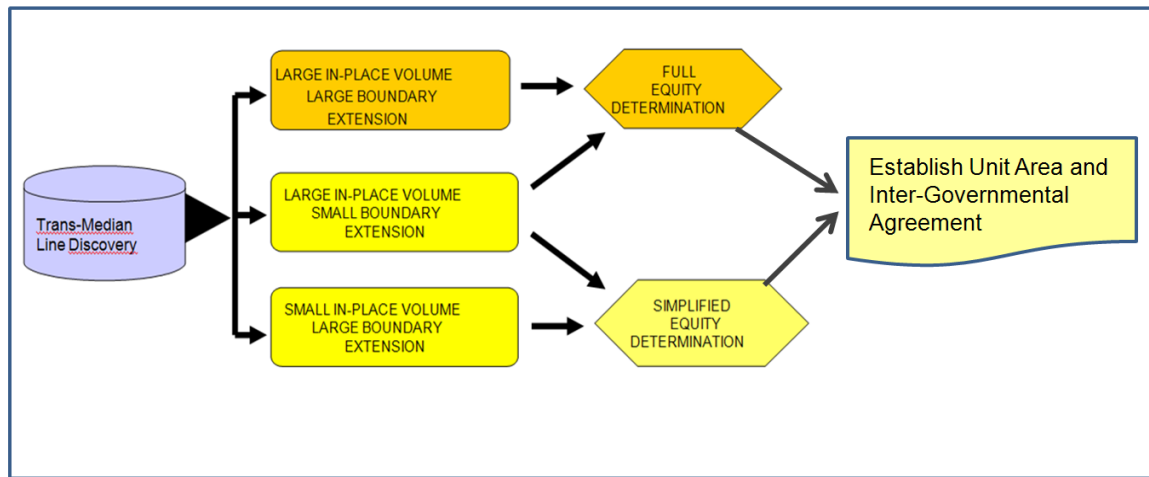 Trans-Median
Line Discovery
LARGE IN-PLACE VOLUME
LARGE BOUNDARY
EXTENSION
LARGE IN-PLACE VOLUME
SMALL BOUNDARY
EXTENSION
SMALL IN-PLACE VOLUME
LARGE BOUNDARY
EXTENSION
FULL
EQUITY
DETERMINATION
SIMPLIFIED
EQUITY
DETERMINATION
Establish Unit Area and
Inter-Governmental
Agreement